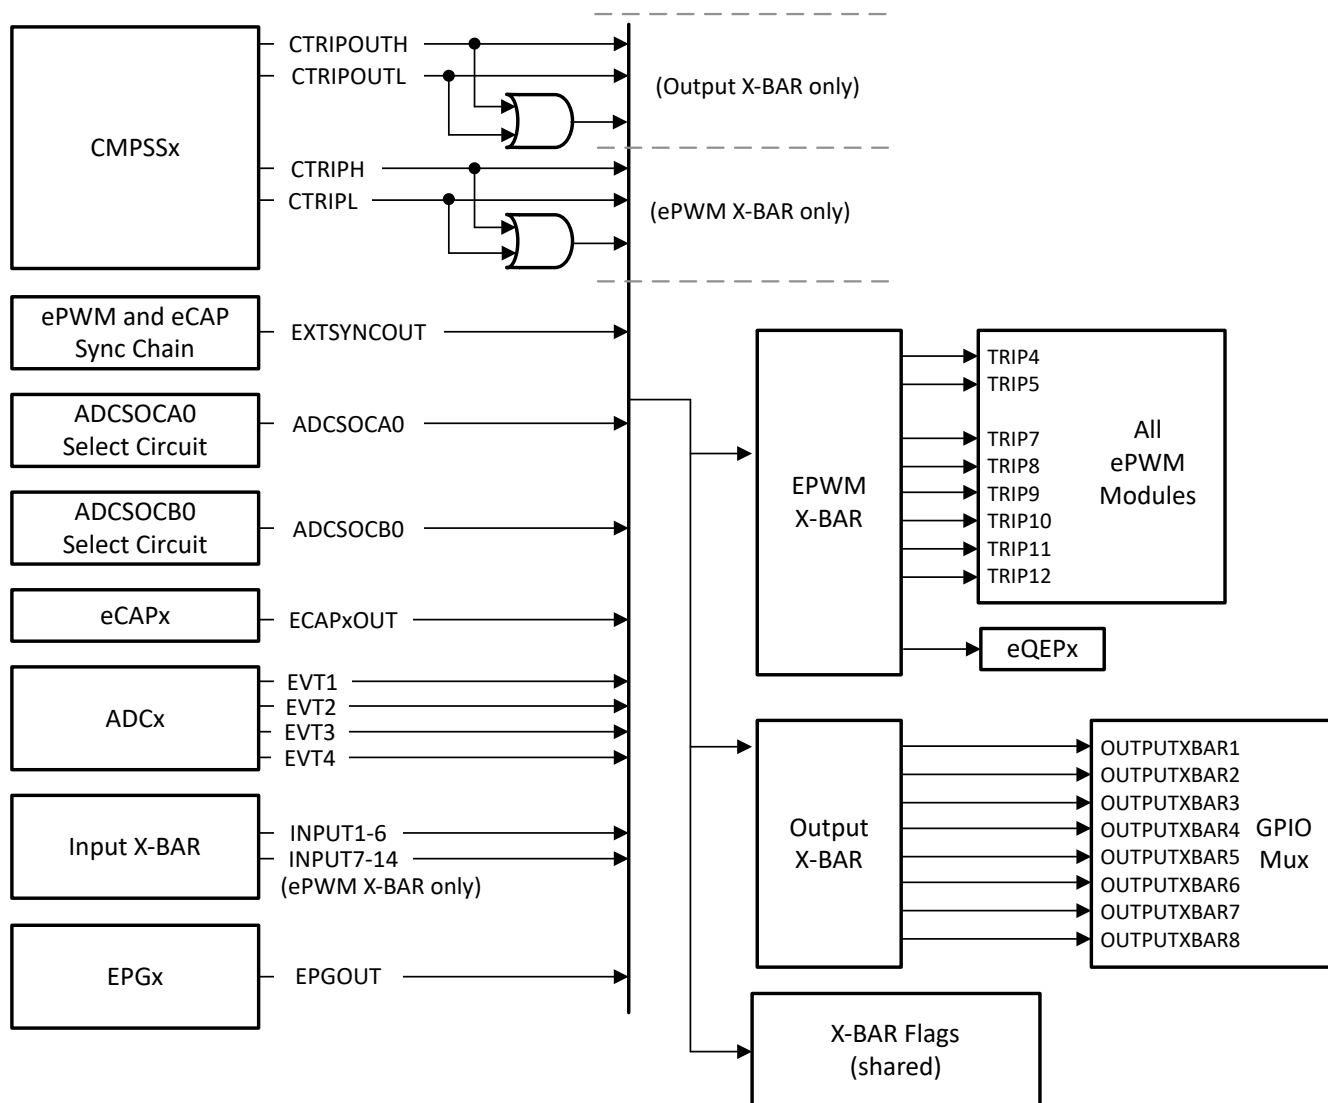 CMPSSx
CTRIPOUTH
CTRIPOUTL
CTRIPH
CTRIPL
(Output X-BAR only)
(ePWM X-BAR only)
ePWM and eCAP
Sync Chain
EXTSYNCOUT
ADCSOCA0
Select Circuit
ADCSOCA0
ADCSOCB0
Select Circuit
ADCSOCB0
eCAPx
ECAPxOUT
ADCx
EVT1
EVT2
EVT3
EVT4
Input X-BAR
INPUT1-6
INPUT7-14
(ePWM X-BAR only)
EPGx
EPGOUT
EPWM
X-BAR
TRIP4
TRIP5
TRIP7
TRIP8
TRIP9
TRIP10
TRIP11
TRIP12
All
ePWM
Modules
eQEPx
Output
X-BAR
OUTPUTXBAR1
OUTPUTXBAR2
OUTPUTXBAR3
OUTPUTXBAR4
OUTPUTXBAR5
OUTPUTXBAR6
OUTPUTXBAR7
OUTPUTXBAR8
GPIO
Mux
X-BAR Flags
(shared)